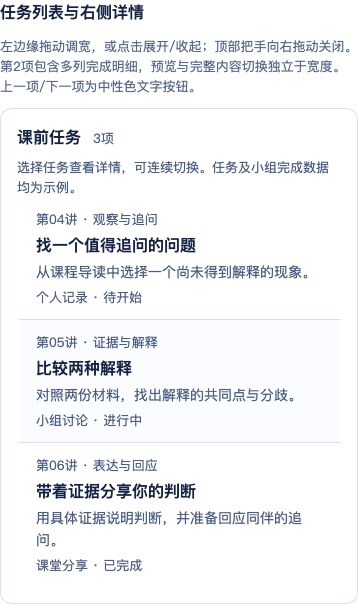 任务列表与右侧详情
左边缘拖动调宽，或点击展开/收起；顶部把手向右拖动关闭。
第2项包含多列完成明细，预览与完整内容切换独立于宽度。
上一项/下一项为中性色文字按钮。
课前任务 3项
选择任务查看详情，可连续切换。任务及小组完成数据
均为示例。
第04讲 · 观察与追问
找一个值得追问的问题
从课程导读中选择一个尚未得到解释的现象。
个人记录 · 待开始
第05讲 · 证据与解释
比较两种解释
对照两份材料，找出解释的共同点与分歧。
小组讨论 · 进行中
第06讲 · 表达与回应
带着证据分享你的判断
用具体证据说明判断，并准备回应同伴的追
问。
课堂分享 · 已完成